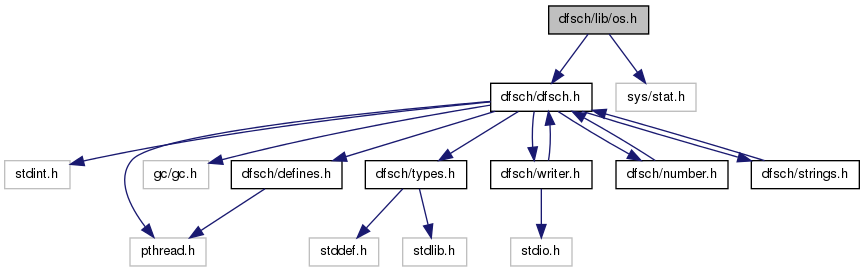 dfsch/lib/os.h
dfsch/dfsch.h
sys/stat.h
stdint.h
gc/gc.h
dfsch/defines.h
dfsch/types.h
dfsch/writer.h
dfsch/number.h
dfsch/strings.h
pthread.h
stddef.h
stdlib.h
stdio.h